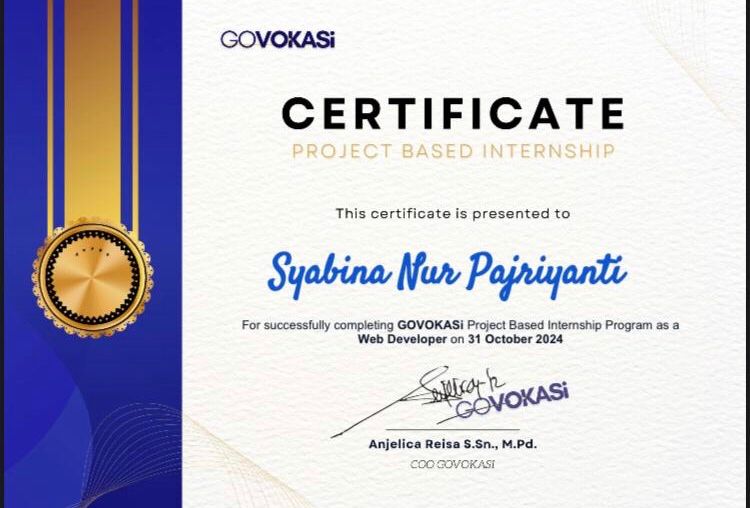 GOVOKASi
CERTIFICATE
PROJECT BASED INTERNSHIP
This certificate is presented to
Syabina Nur Pajriyanti
For successfully completing GOVOKASi Project Based Internship Program as a
Web Developer on 31 October 2024
GOVOKASi
Anjelica Reisa S.Sn., M.Pd.
COO GOVOKASI